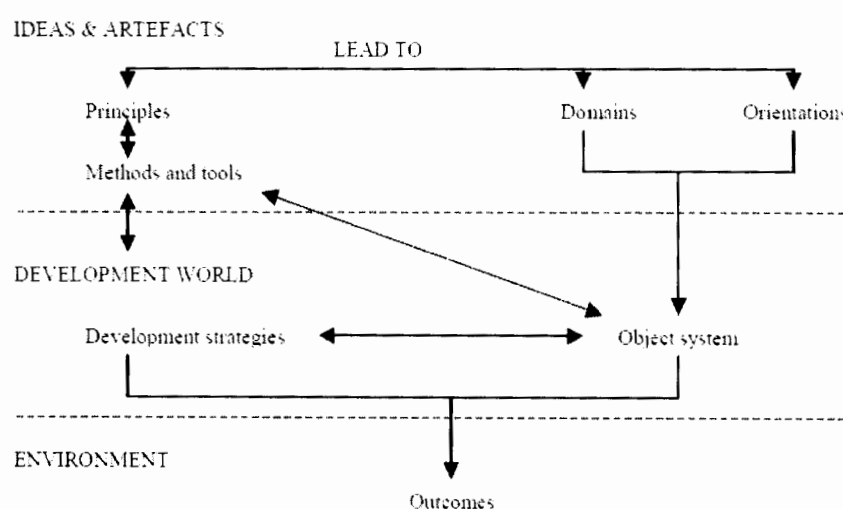 IDEAS & ARTEFACTS
LEAD TO
Principles
Domains
Orientations
Methods and tools
DEVELOPMENT WORLD
Development strategies
Object system
ENVIRONMENT
Outcomes